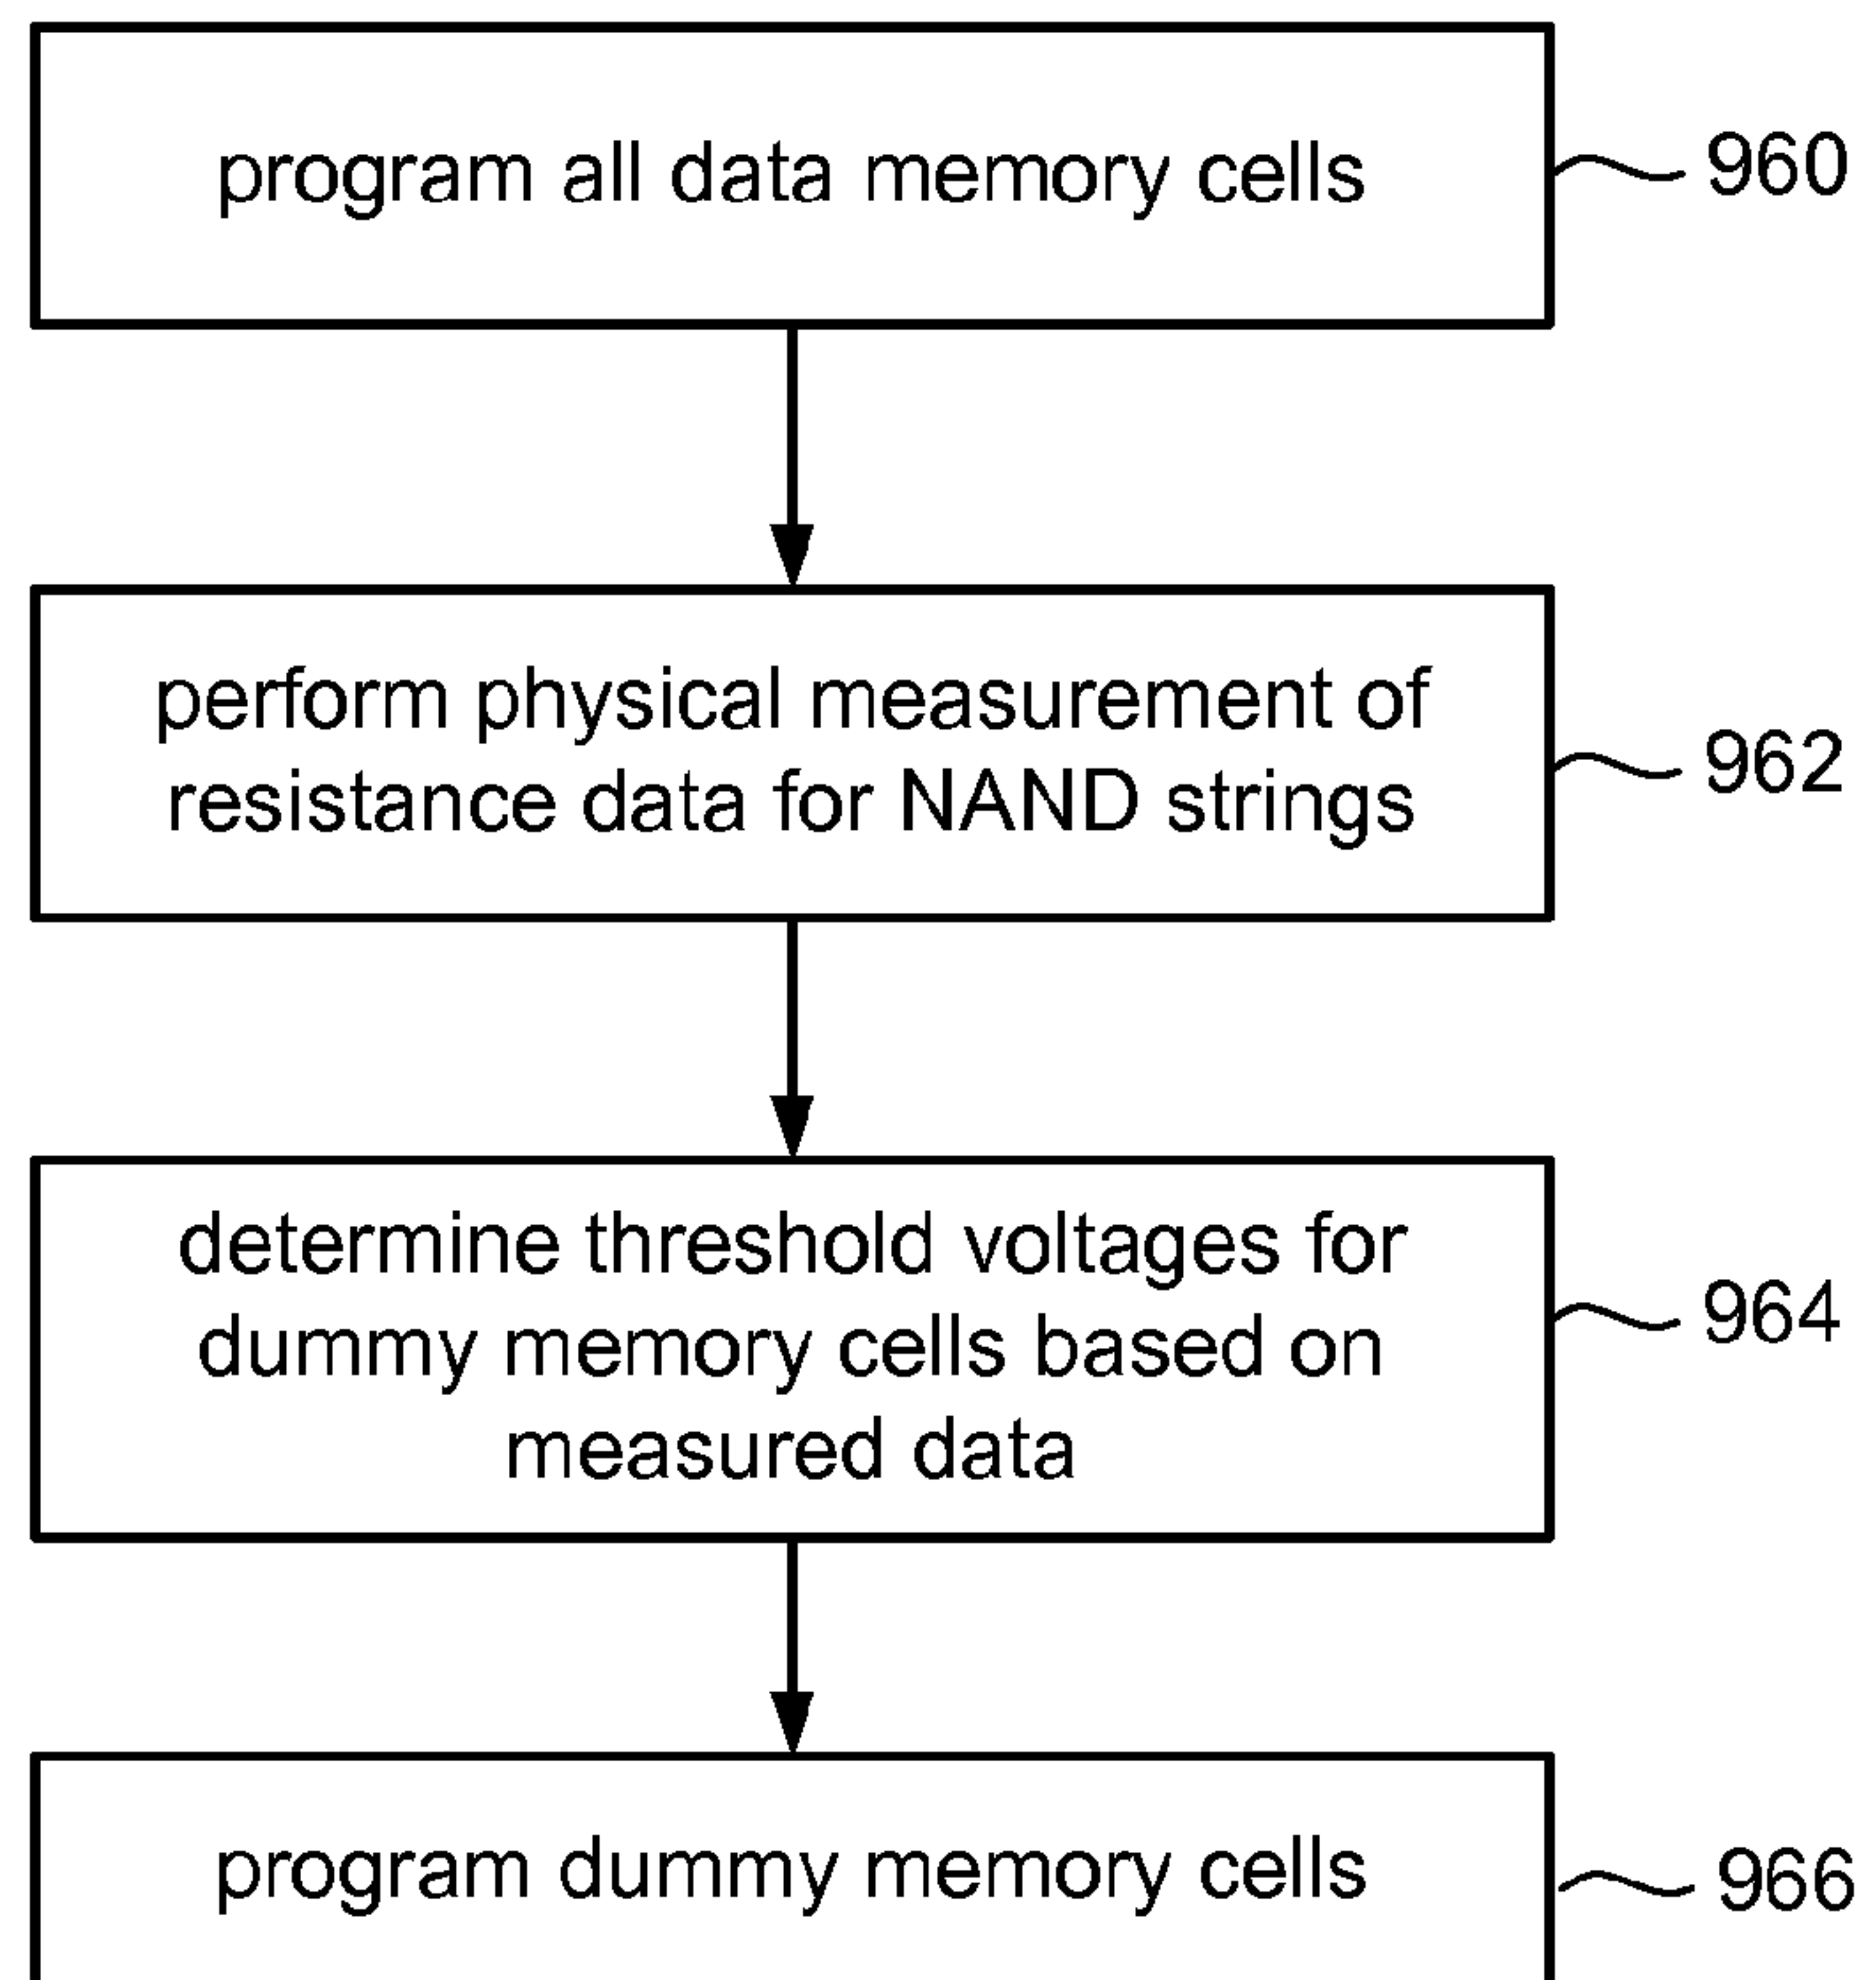 program all data memory cells
960
perform physical measurement of
resistance data for NAND strings
962
determine threshold voltages for
dummy memory cells based on
measured data
964
program dummy memory cells
966